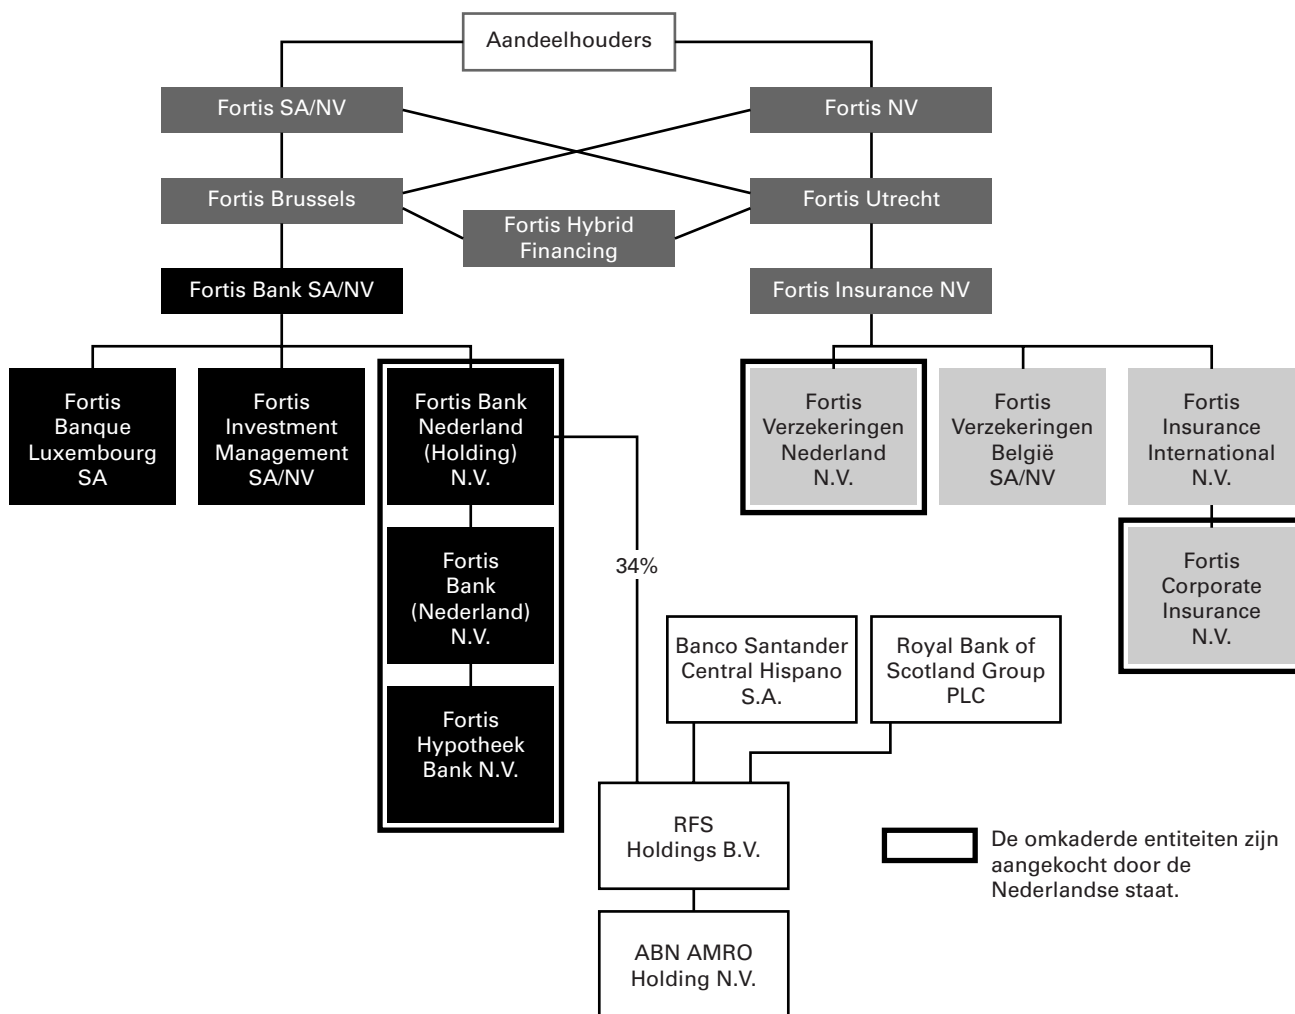 Aandeelhouders
Fortis SA/NV
Fortis NV
Fortis Brussels
Fortis Utrecht
Fortis Hybrid
Financing
Fortis Bank SA/NV
Fortis Insurance NV
Fortis
Banque
Luxembourg
SA
Fortis
Investment
Management
SA/NV
Fortis Bank
Nederland
(Holding)
N.V.
Fortis
Verzekeringen
Nederland
N.V.
Fortis
Verzekeringen
België
SA/NV
Fortis
Insurance
International
N.V.
Fortis
Bank
(Nederland)
N.V.
34%
Fortis
Corporate
Insurance
N.V.
Banco Santander
Central Hispano
S.A.
Royal Bank of
Scotland Group
PLC
Fortis
Hypotheek
Bank N.V.
RFS
Holdings B.V.
De omkaderde entiteiten zijn
aangekocht door de
Nederlandse staat.
ABN AMRO
Holding N.V.